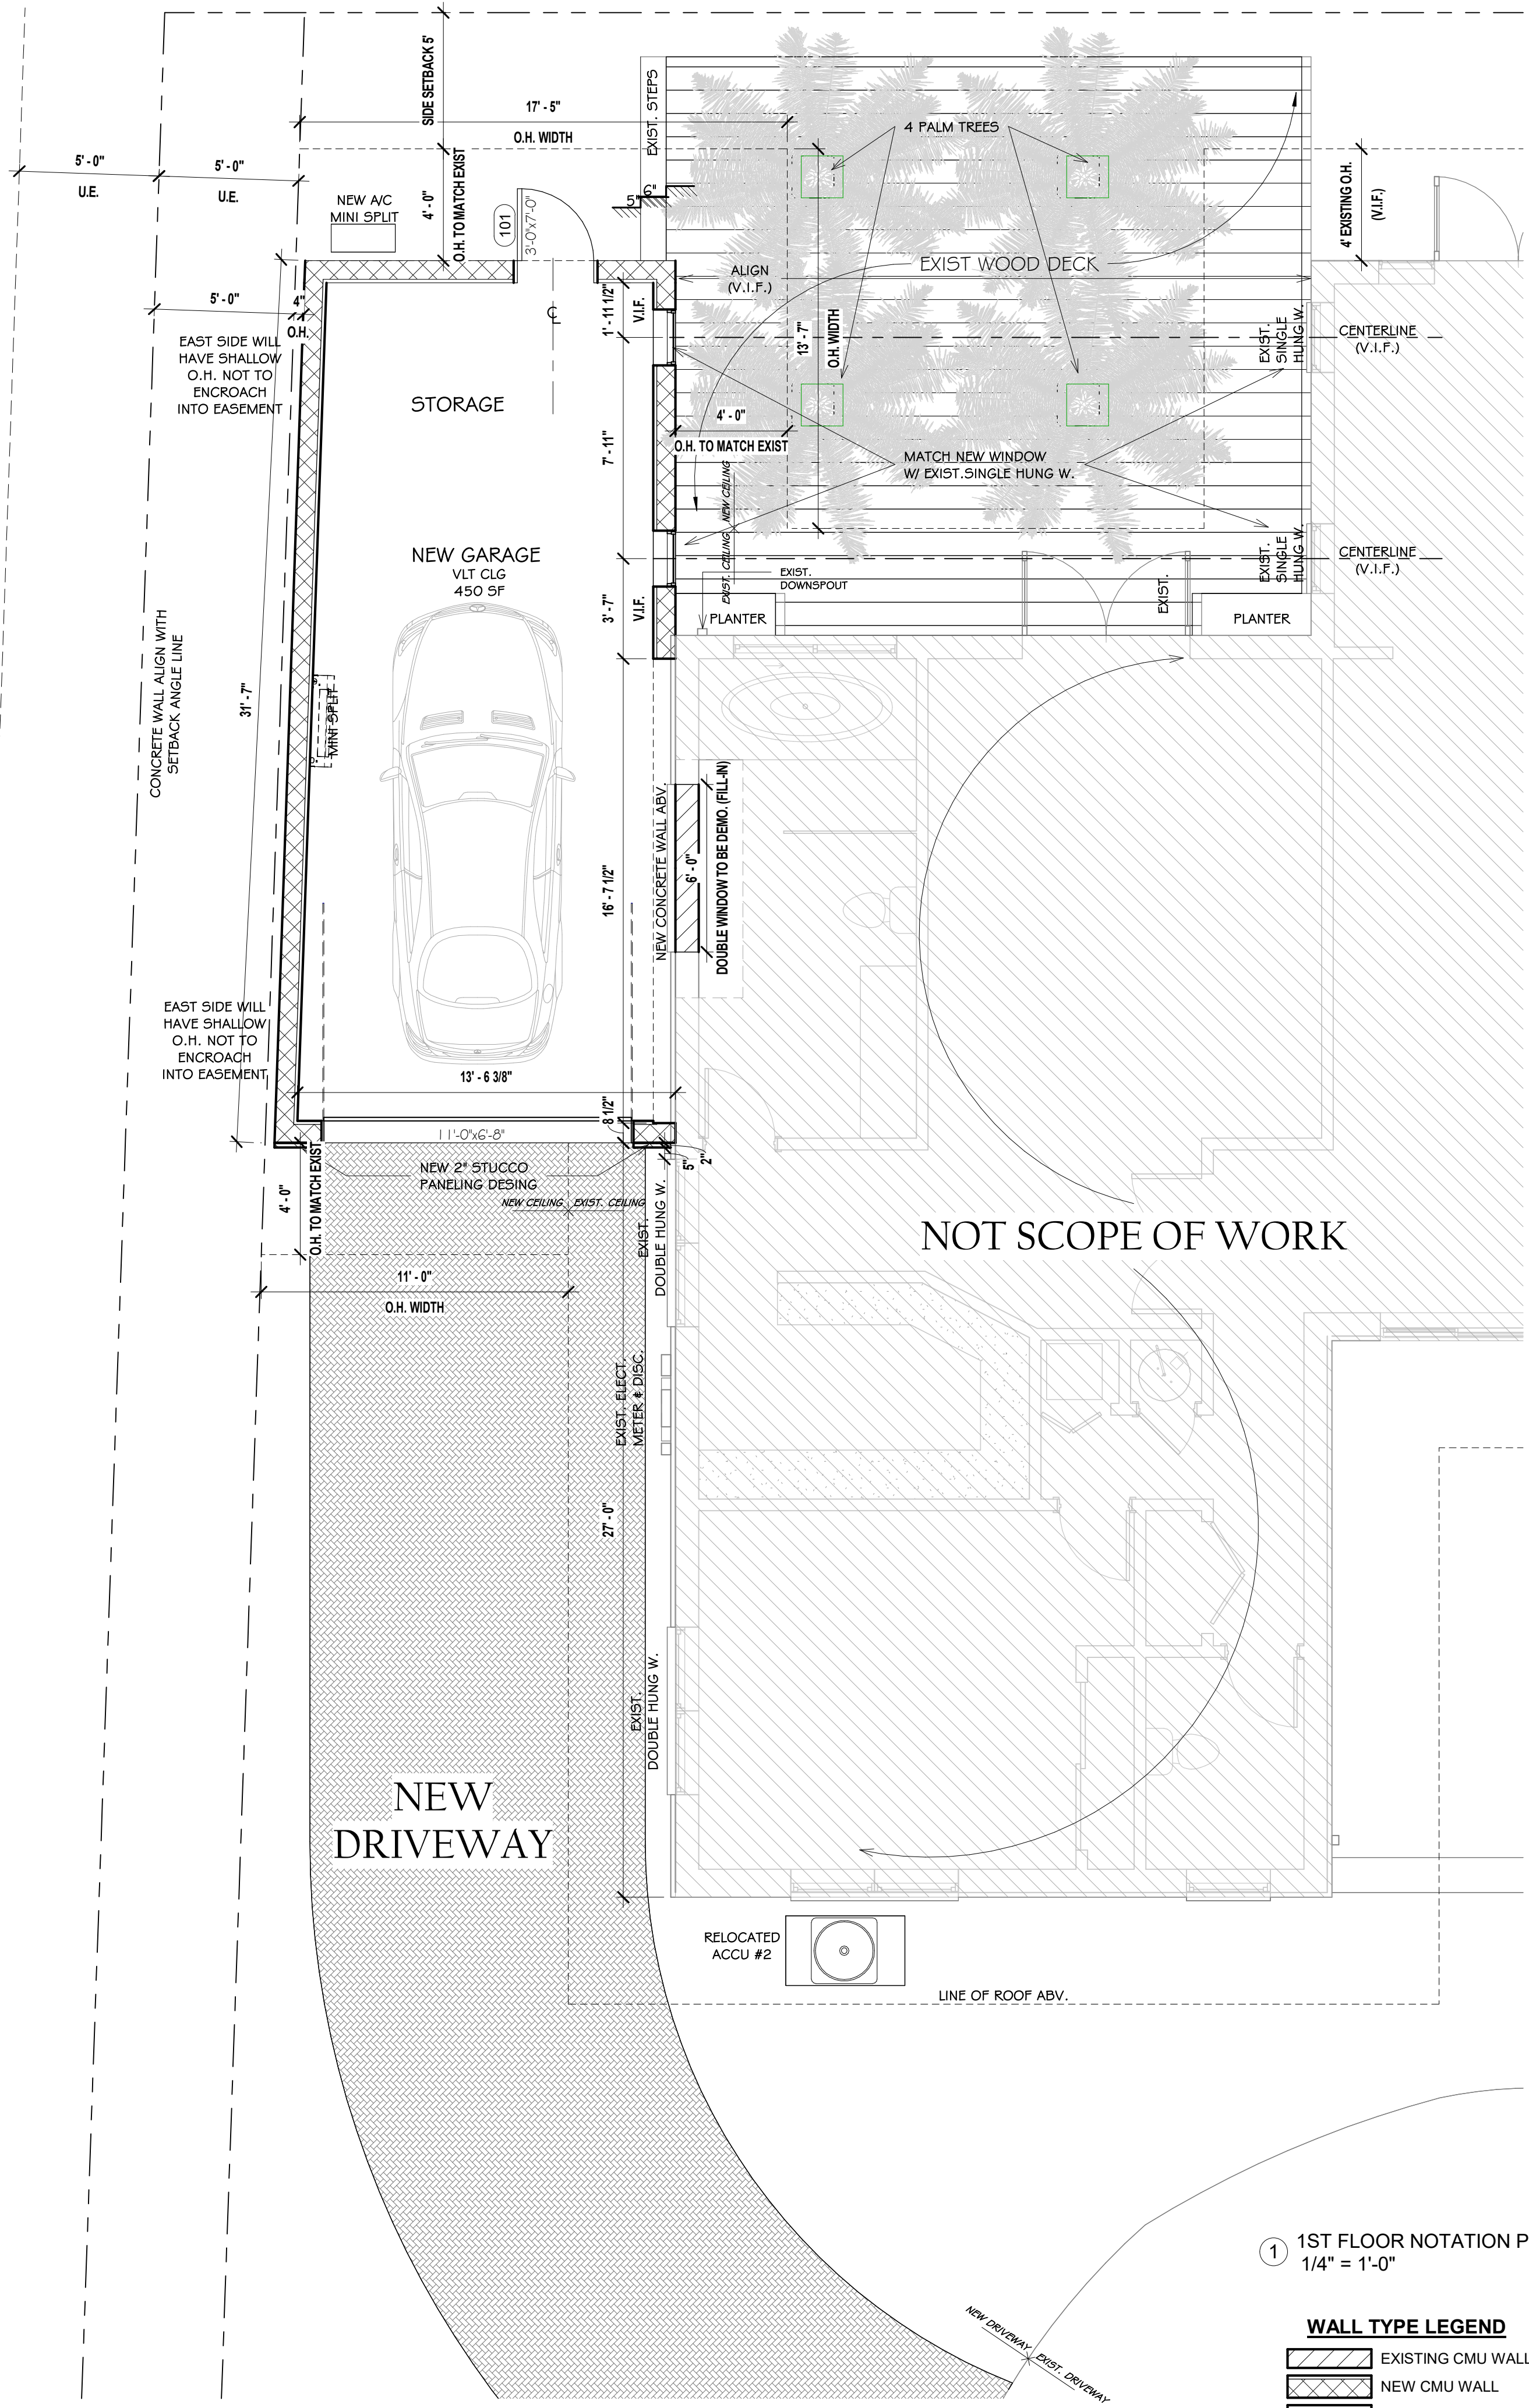 SIDE SETBACK 5'
17' - 5"
O.H. WIDTH
EXIST. STEPS
4 PALM TREES
5' - 0"
U.E.
5' - 0"
U.E.
NEW A/C
MINI SPLIT
4' - 0"
O.H. TO MATCH EXIST
101
3'-0"x7'-0"
5"
6"
4' EXISTING O.H.
(V.I.F.)
ALIGN
(V.I.F.)
EXIST WOOD DECK
5' - 0"
4"
O.H.
1' - 11 1/2"
V.I.F.
13' - 7"
O.H. WIDTH
EXIST.
SINGLE
HUNG W.
CENTERLINE
(V.I.F.)
EAST SIDE WILL
HAVE SHALLOW
O.H. NOT TO
ENCROACH
INTO EASEMENT
STORAGE
4' - 0"
O.H. TO MATCH EXIST
7' - 11"
MATCH NEW WINDOW
W/ EXIST.SINGLE HUNG W.
EXIST. CEILING
NEW CEILING
NEW GARAGE
VLT CLG
450 SF
EXIST.
DOWNSPOUT
EXIST.
EXIST.
SINGLE
HUNG W.
CENTERLINE
(V.I.F.)
3' - 7"
V.I.F.
PLANTER
PLANTER
CONCRETE WALL ALIGN WITH
SETBACK ANGLE LINE
31' - 7"
MINI SPLIT
NEW CONCRETE WALL ABV.
6' - 0"
DOUBLE WINDOW TO BE DEMO. (FILL-IN)
16' - 7 1/2"
EAST SIDE WILL
HAVE SHALLOW
O.H. NOT TO
ENCROACH
INTO EASEMENT
13' - 6 3/8"
8 1/2"
11'-0"x6'-8"
5"
2"
4' - 0"
O.H. TO MATCH EXIST
NEW 2" STUCCO
PANELING DESING
NEW CEILING
EXIST. CEILING
EXIST.
DOUBLE HUNG W.
NOT SCOPE OF WORK
11' - 0"
O.H. WIDTH
EXIST. ELECT.
METER & DISC.
27' - 0"
EXIST.
DOUBLE HUNG W.
NEW
DRIVEWAY
RELOCATED
ACCU #2
LINE OF ROOF ABV.
NEW DRIVEWAY
EXIST. DRIVEWAY
1
1ST FLOOR NOTATION P
1/4" = 1'-0"
WALL TYPE LEGEND
EXISTING CMU WALL
NEW CMU WALL